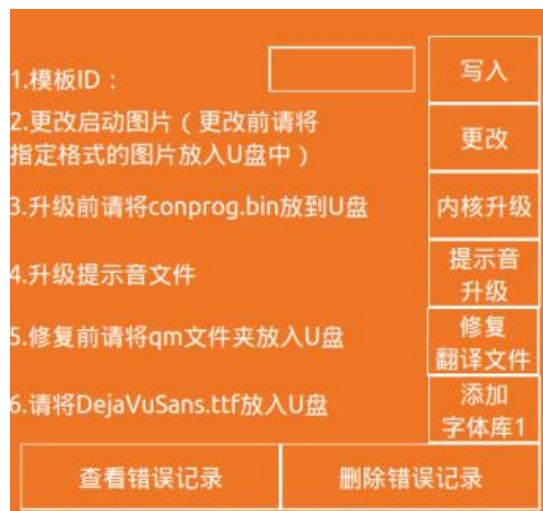 1.模板ID：
写入
2.更改启动图片（更改前请将
指定格式的图片放入U盘中）
更改
3.升级前请将conprog.bin放到U盘
内核升级
4.升级提示音文件
提示音
升级
5.修复前请将qm文件夹放入U盘
修复
翻译文件
6.请将DejaVuSans.ttf放入U盘
添加
字体库1
查看错误记录
删除错误记录